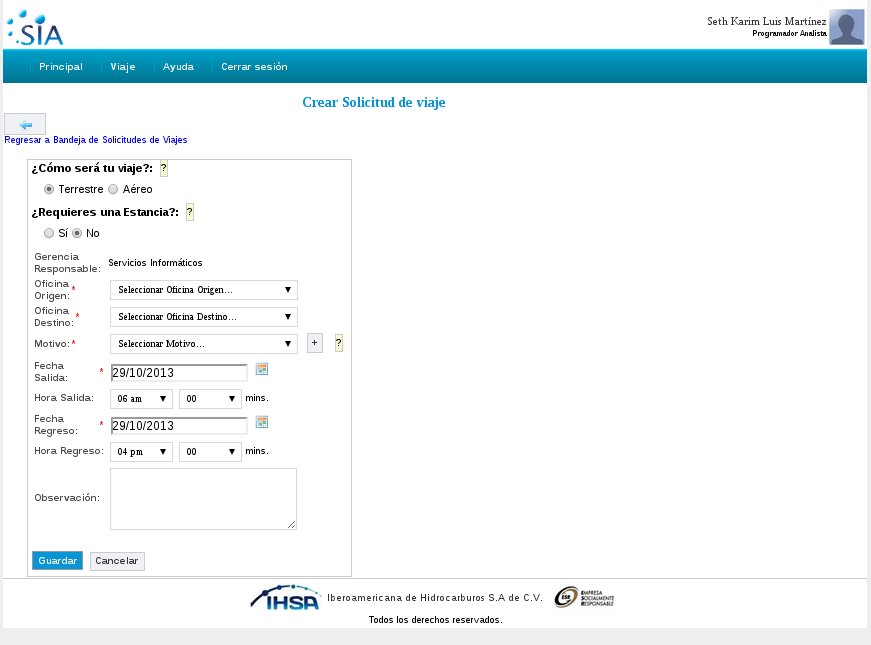 SIA
Seth Karim Luis Martínez
Programador Analista
Principal
Viaje
Ayuda
Cerrar sesión
Crear Solicitud de viaje
Regresar a Bandeja de Solicitudes de Viajes
¿Cómo será tu viaje?: ?
Terrestre Aéreo
¿Requieres una Estancia?: ?
Sí No
Gerencia
Responsable: Servicios Informáticos
Oficina
Origen:* Seleccionar Oficina Origen...
Oficina
Destino:* Seleccionar Oficina Destino...
Motivo:* Seleccionar Motivo... + ?
Fecha
Salida: * 29/10/2013
Hora Salida: 06 am 00 mins.
Fecha
Regreso: * 29/10/2013
Hora Regreso: 04 pm 00 mins.
Observación:
Guardar Cancelar
IHSA Iberoamericana de Hidrocarburos S.A de C.V. ESR EMPRESA
SOCIALMENTE
RESPONSABLE
Todos los derechos reservados.